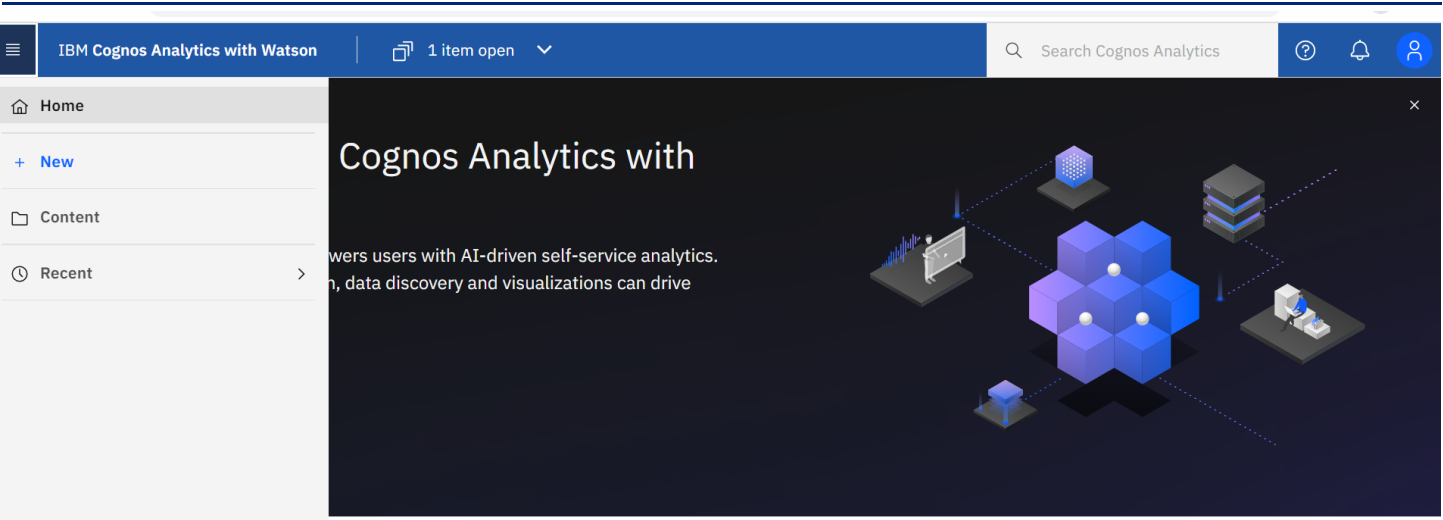 IBM Cognos Analytics with Watson
1 item open
Search Cognos Analytics
Home
New
Content
Recent
Cognos Analytics with
wers users with AI-driven self-service analytics.
, data discovery and visualizations can drive